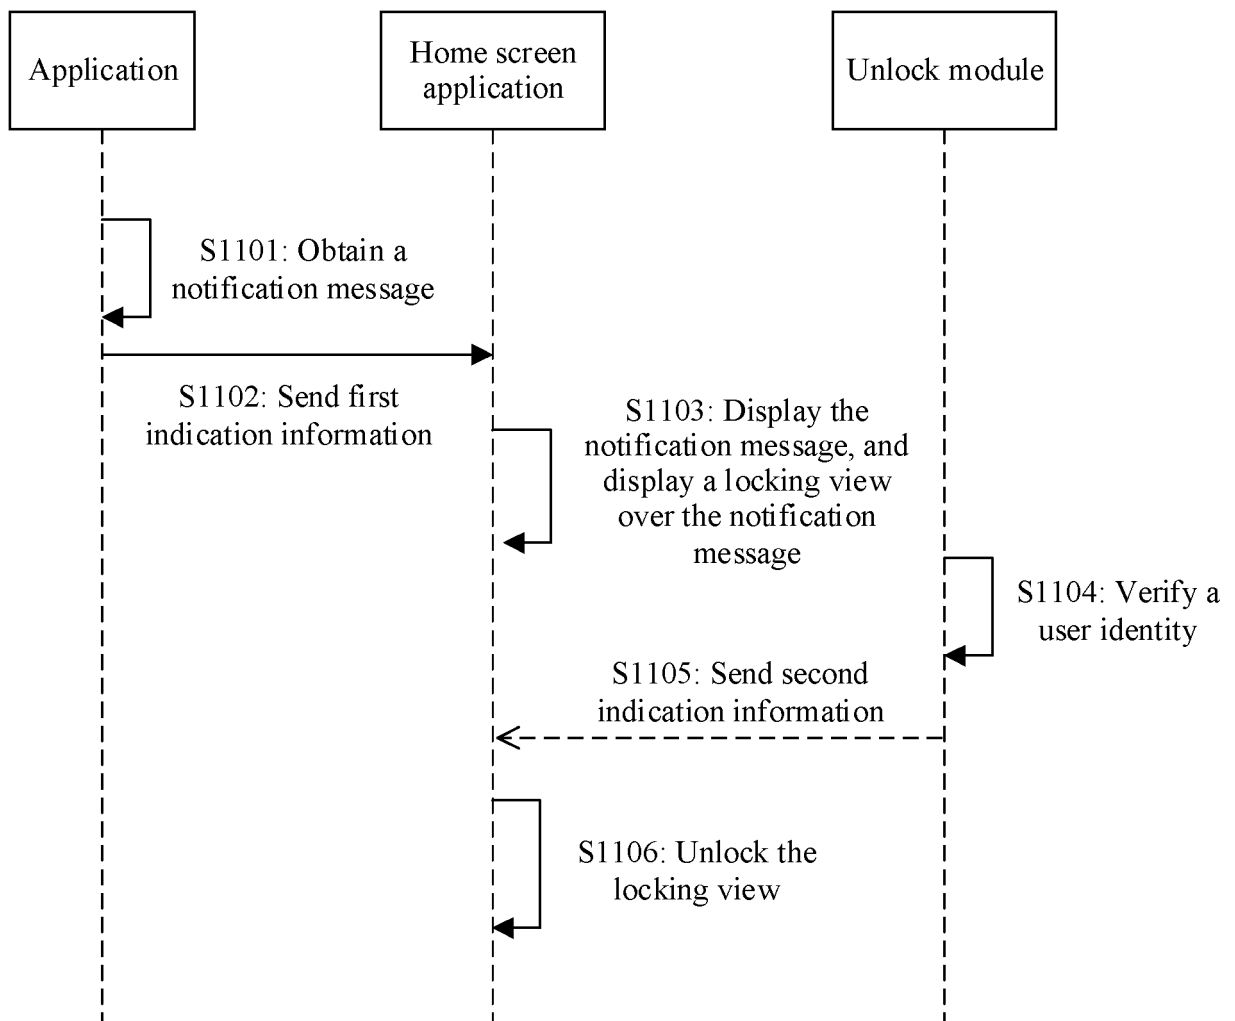 Application
Home screen
application
Unlock module
S1101: Obtain a
notification message
S1102: Send first
indication information
S1103: Display the
notification message, and
display a locking view
over the notification
message
S1104: Verify a
user identity
S1105: Send second
indication information
S1106: Unlock the
locking view